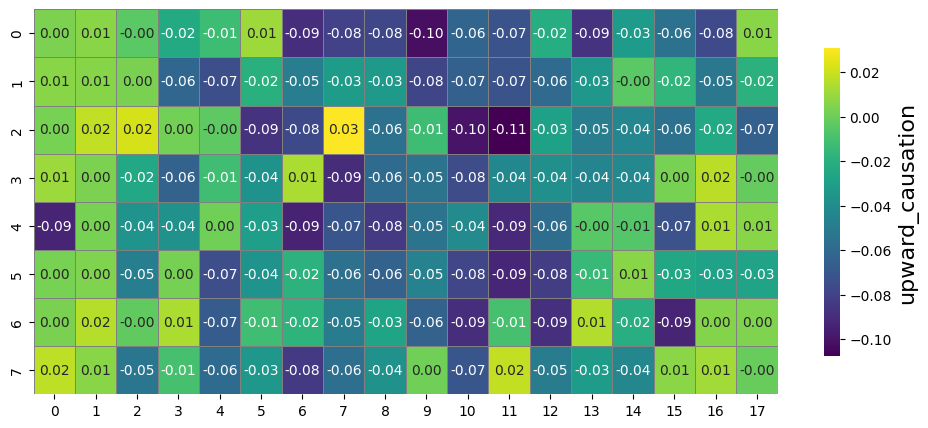 0 0.00 0.01 -0.00 -0.02 -0.01 0.01 -0.09 -0.08 -0.08 -0.10 -0.06 -0.07 -0.02 -0.09 -0.03 -0.06 -0.08 0.01
1 0.01 0.01 0.00 -0.06 -0.07 -0.02 -0.05 -0.03 -0.03 -0.08 -0.07 -0.07 -0.06 -0.03 -0.00 -0.02 -0.05 -0.02
2 0.00 0.02 0.02 0.00 -0.00 -0.09 -0.08 0.03 -0.06 -0.01 -0.10 -0.11 -0.03 -0.05 -0.04 -0.06 -0.02 -0.07
3 0.01 0.00 -0.02 -0.06 -0.01 -0.04 0.01 -0.09 -0.06 -0.05 -0.08 -0.04 -0.04 -0.04 -0.04 0.00 0.02 -0.00
4 -0.09 0.00 -0.04 -0.04 0.00 -0.03 -0.09 -0.07 -0.08 -0.05 -0.04 -0.09 -0.06 -0.00 -0.01 -0.07 0.01 0.01
5 0.00 0.00 -0.05 0.00 -0.07 -0.04 -0.02 -0.06 -0.06 -0.05 -0.08 -0.09 -0.08 -0.01 0.01 -0.03 -0.03 -0.03
6 0.00 0.02 -0.00 0.01 -0.07 -0.01 -0.02 -0.05 -0.03 -0.06 -0.09 -0.01 -0.09 0.01 -0.02 -0.09 0.00 0.00
7 0.02 0.01 -0.05 -0.01 -0.06 -0.03 -0.08 -0.06 -0.04 0.00 -0.07 0.02 -0.05 -0.03 -0.04 0.01 0.01 -0.00
0 1 2 3 4 5 6 7 8 9 10 11 12 13 14 15 16 17
0.02
0.00
−0.02
−0.04
−0.06
−0.08
−0.10
upward_causation